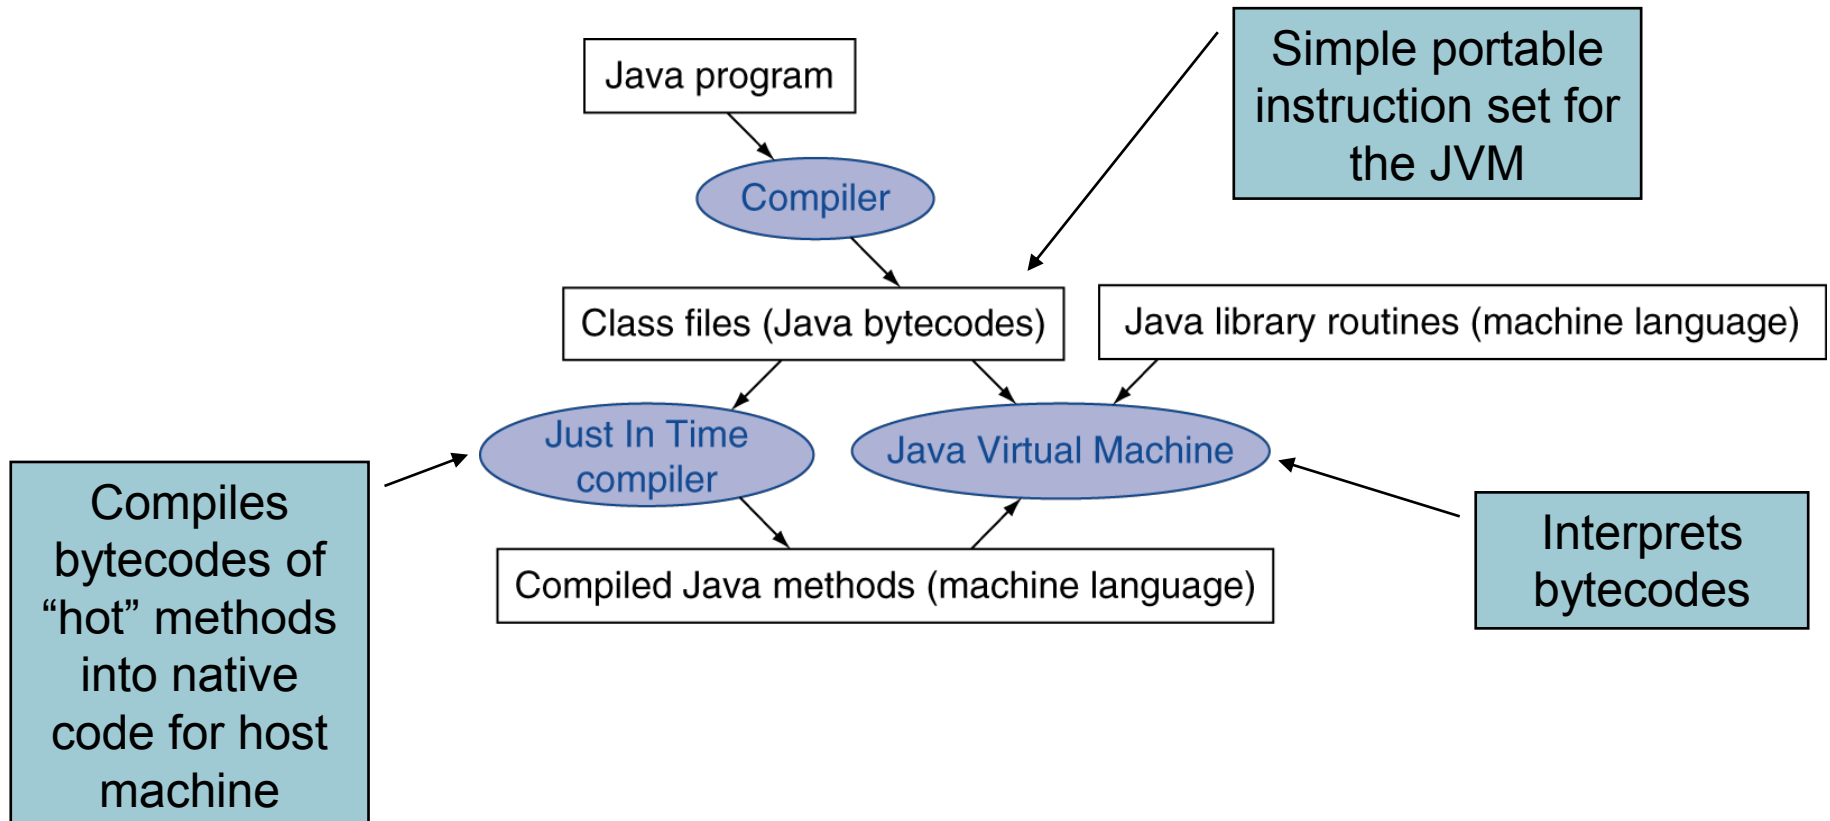 Java program
Simple portable
instruction set for
the JVM
Compiler
Class files (Java bytecodes)
Java library routines (machine language)
Just In Time
compiler
Java Virtual Machine
Compiles
bytecodes of
“hot” methods
into native
code for host
machine
Interprets
bytecodes
Compiled Java methods (machine language)